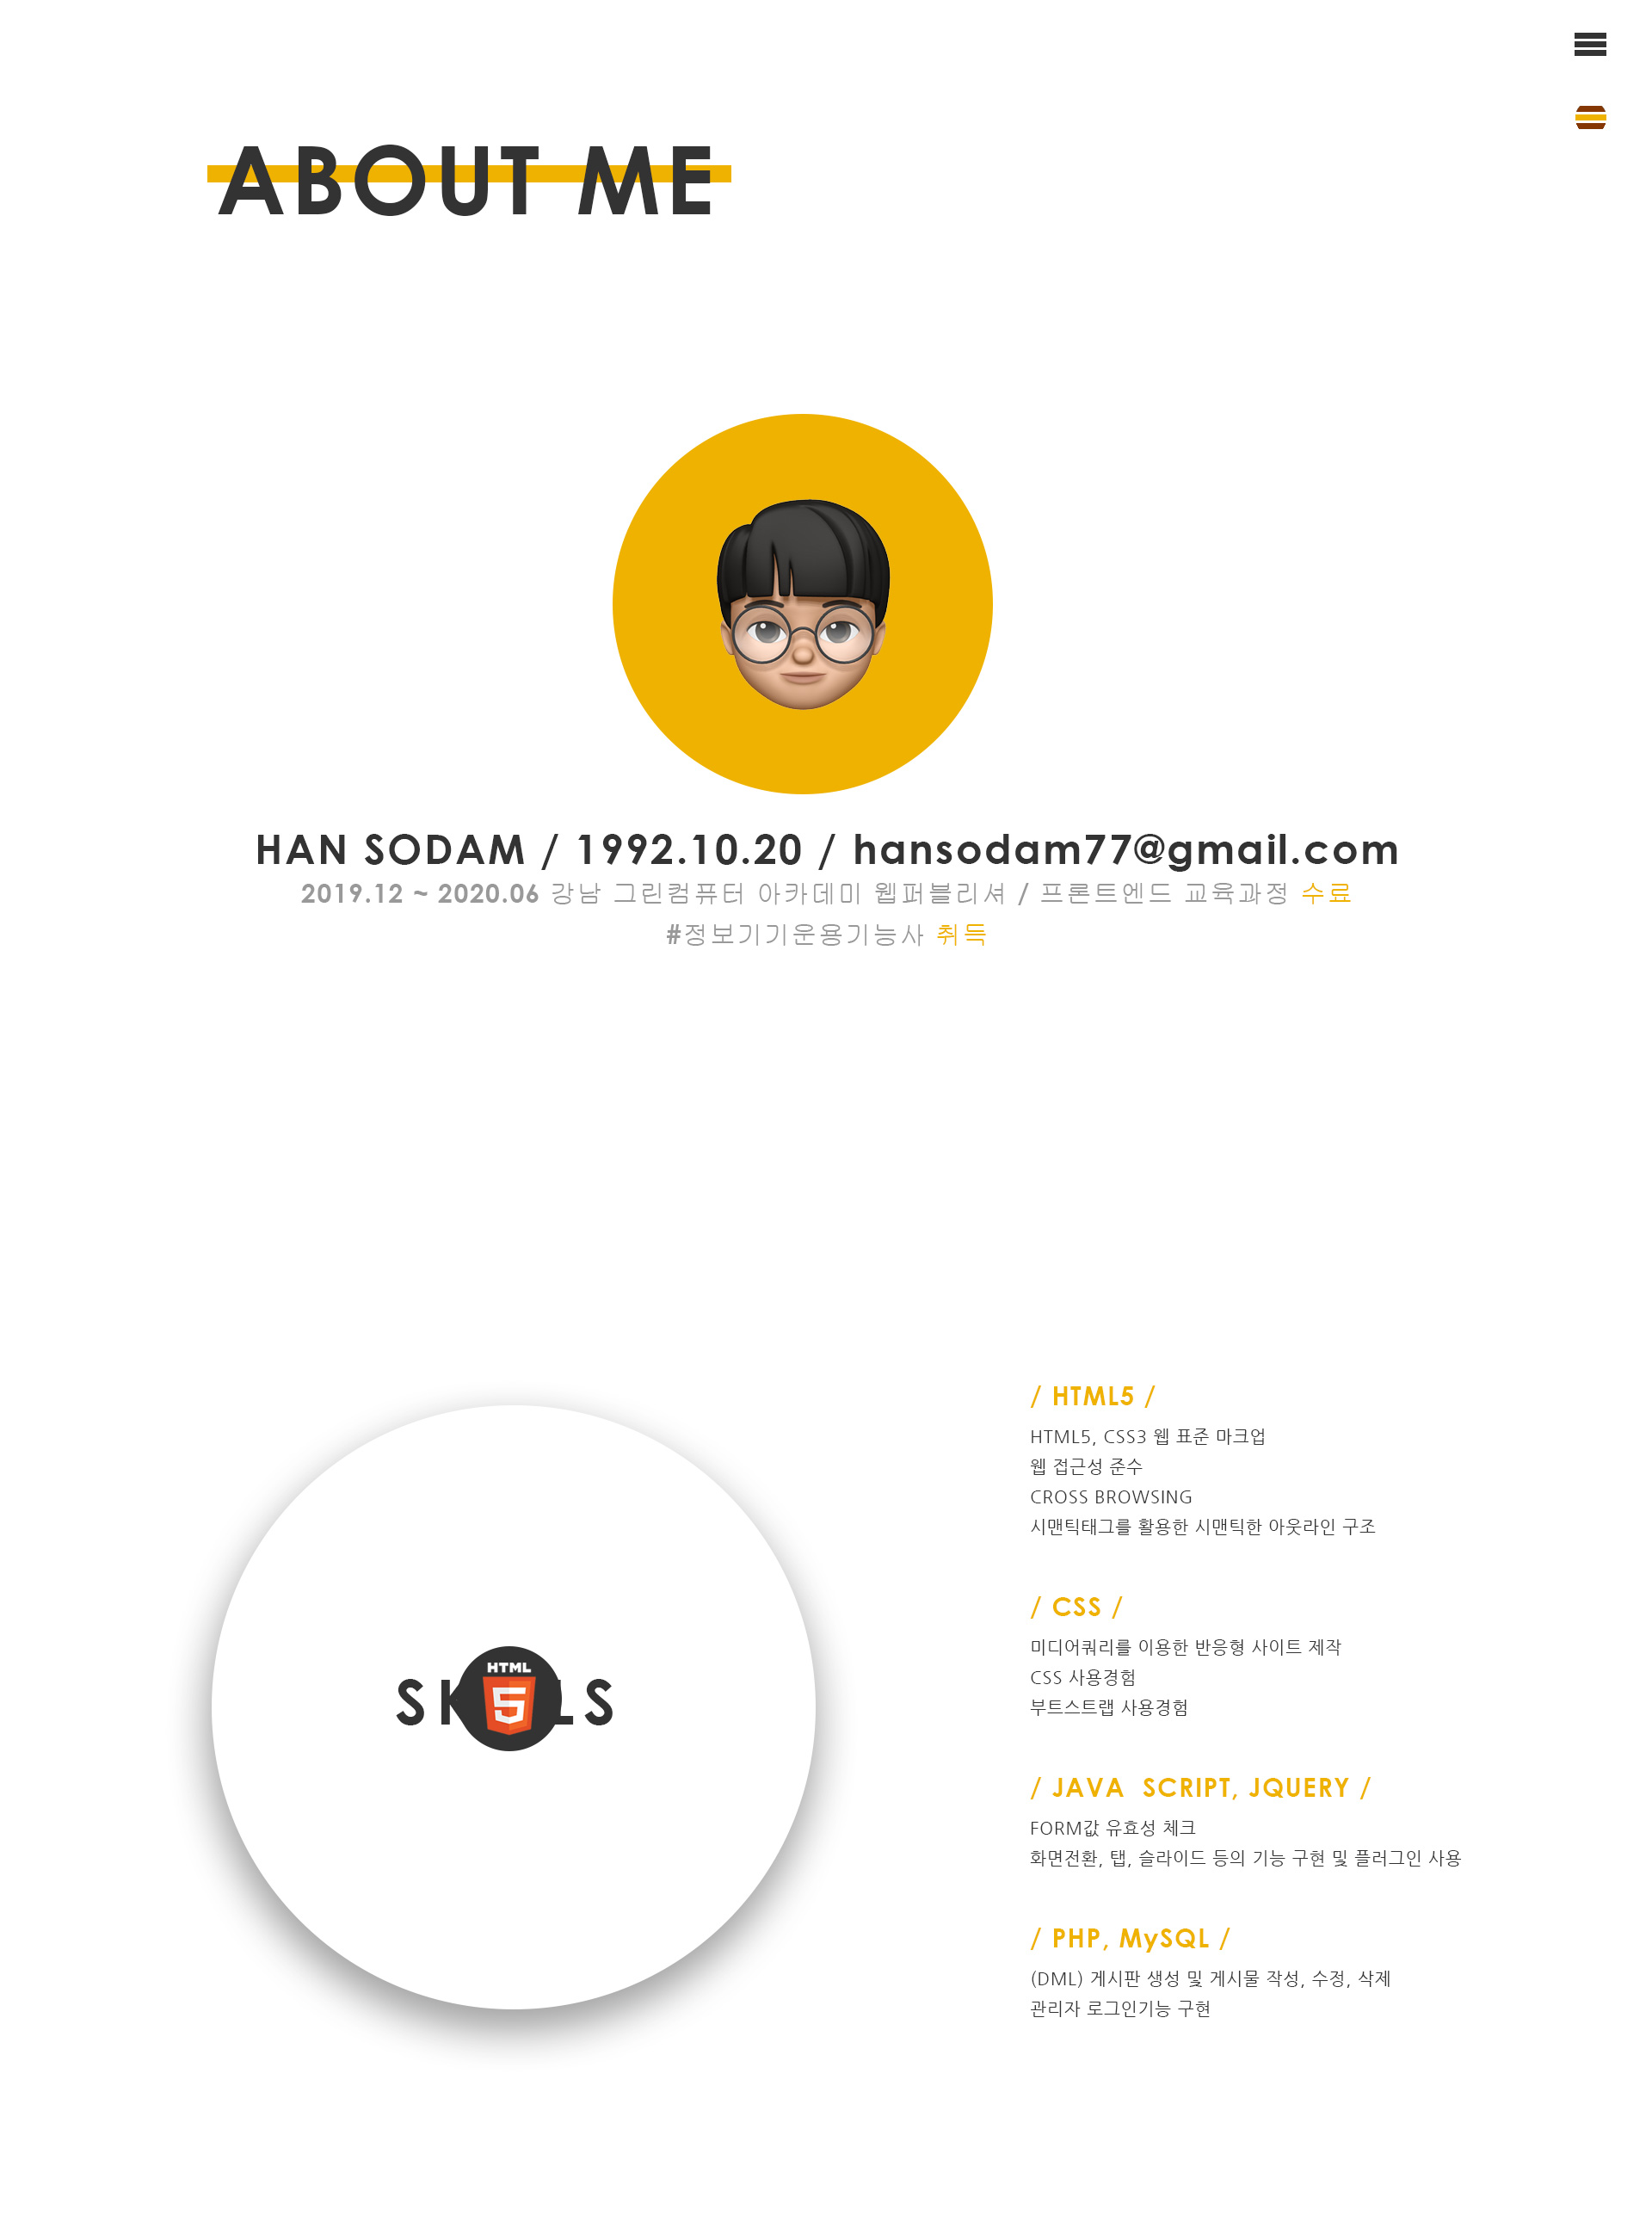 ABOUT ME
HAN SODAM / 1992.10.20 / hansodam77@gmail.com
2019.12 ~ 2020.06 강남 그린컴퓨터 아카데미 웹퍼블리셔 / 프론트엔드 교육과정 수료
#정보기기운용기능사 취득
/ HTML5 /
HTML5, CSS3 웹 표준 마크업
웹 접근성 준수
CROSS BROWSING
시맨틱태그를 활용한 시맨틱한 아웃라인 구조
/ CSS /
미디어쿼리를 이용한 반응형 사이트 제작
CSS 사용경험
부트스트랩 사용경험
/ JAVA  SCRIPT, JQUERY /
FORM값 유효성 체크
화면전환, 탭, 슬라이드 등의 기능 구현 및 플러그인 사용
/ PHP, MySQL /
(DML) 게시판 생성 및 게시물 작성, 수정, 삭제
관리자 로그인기능 구현
HTML
5